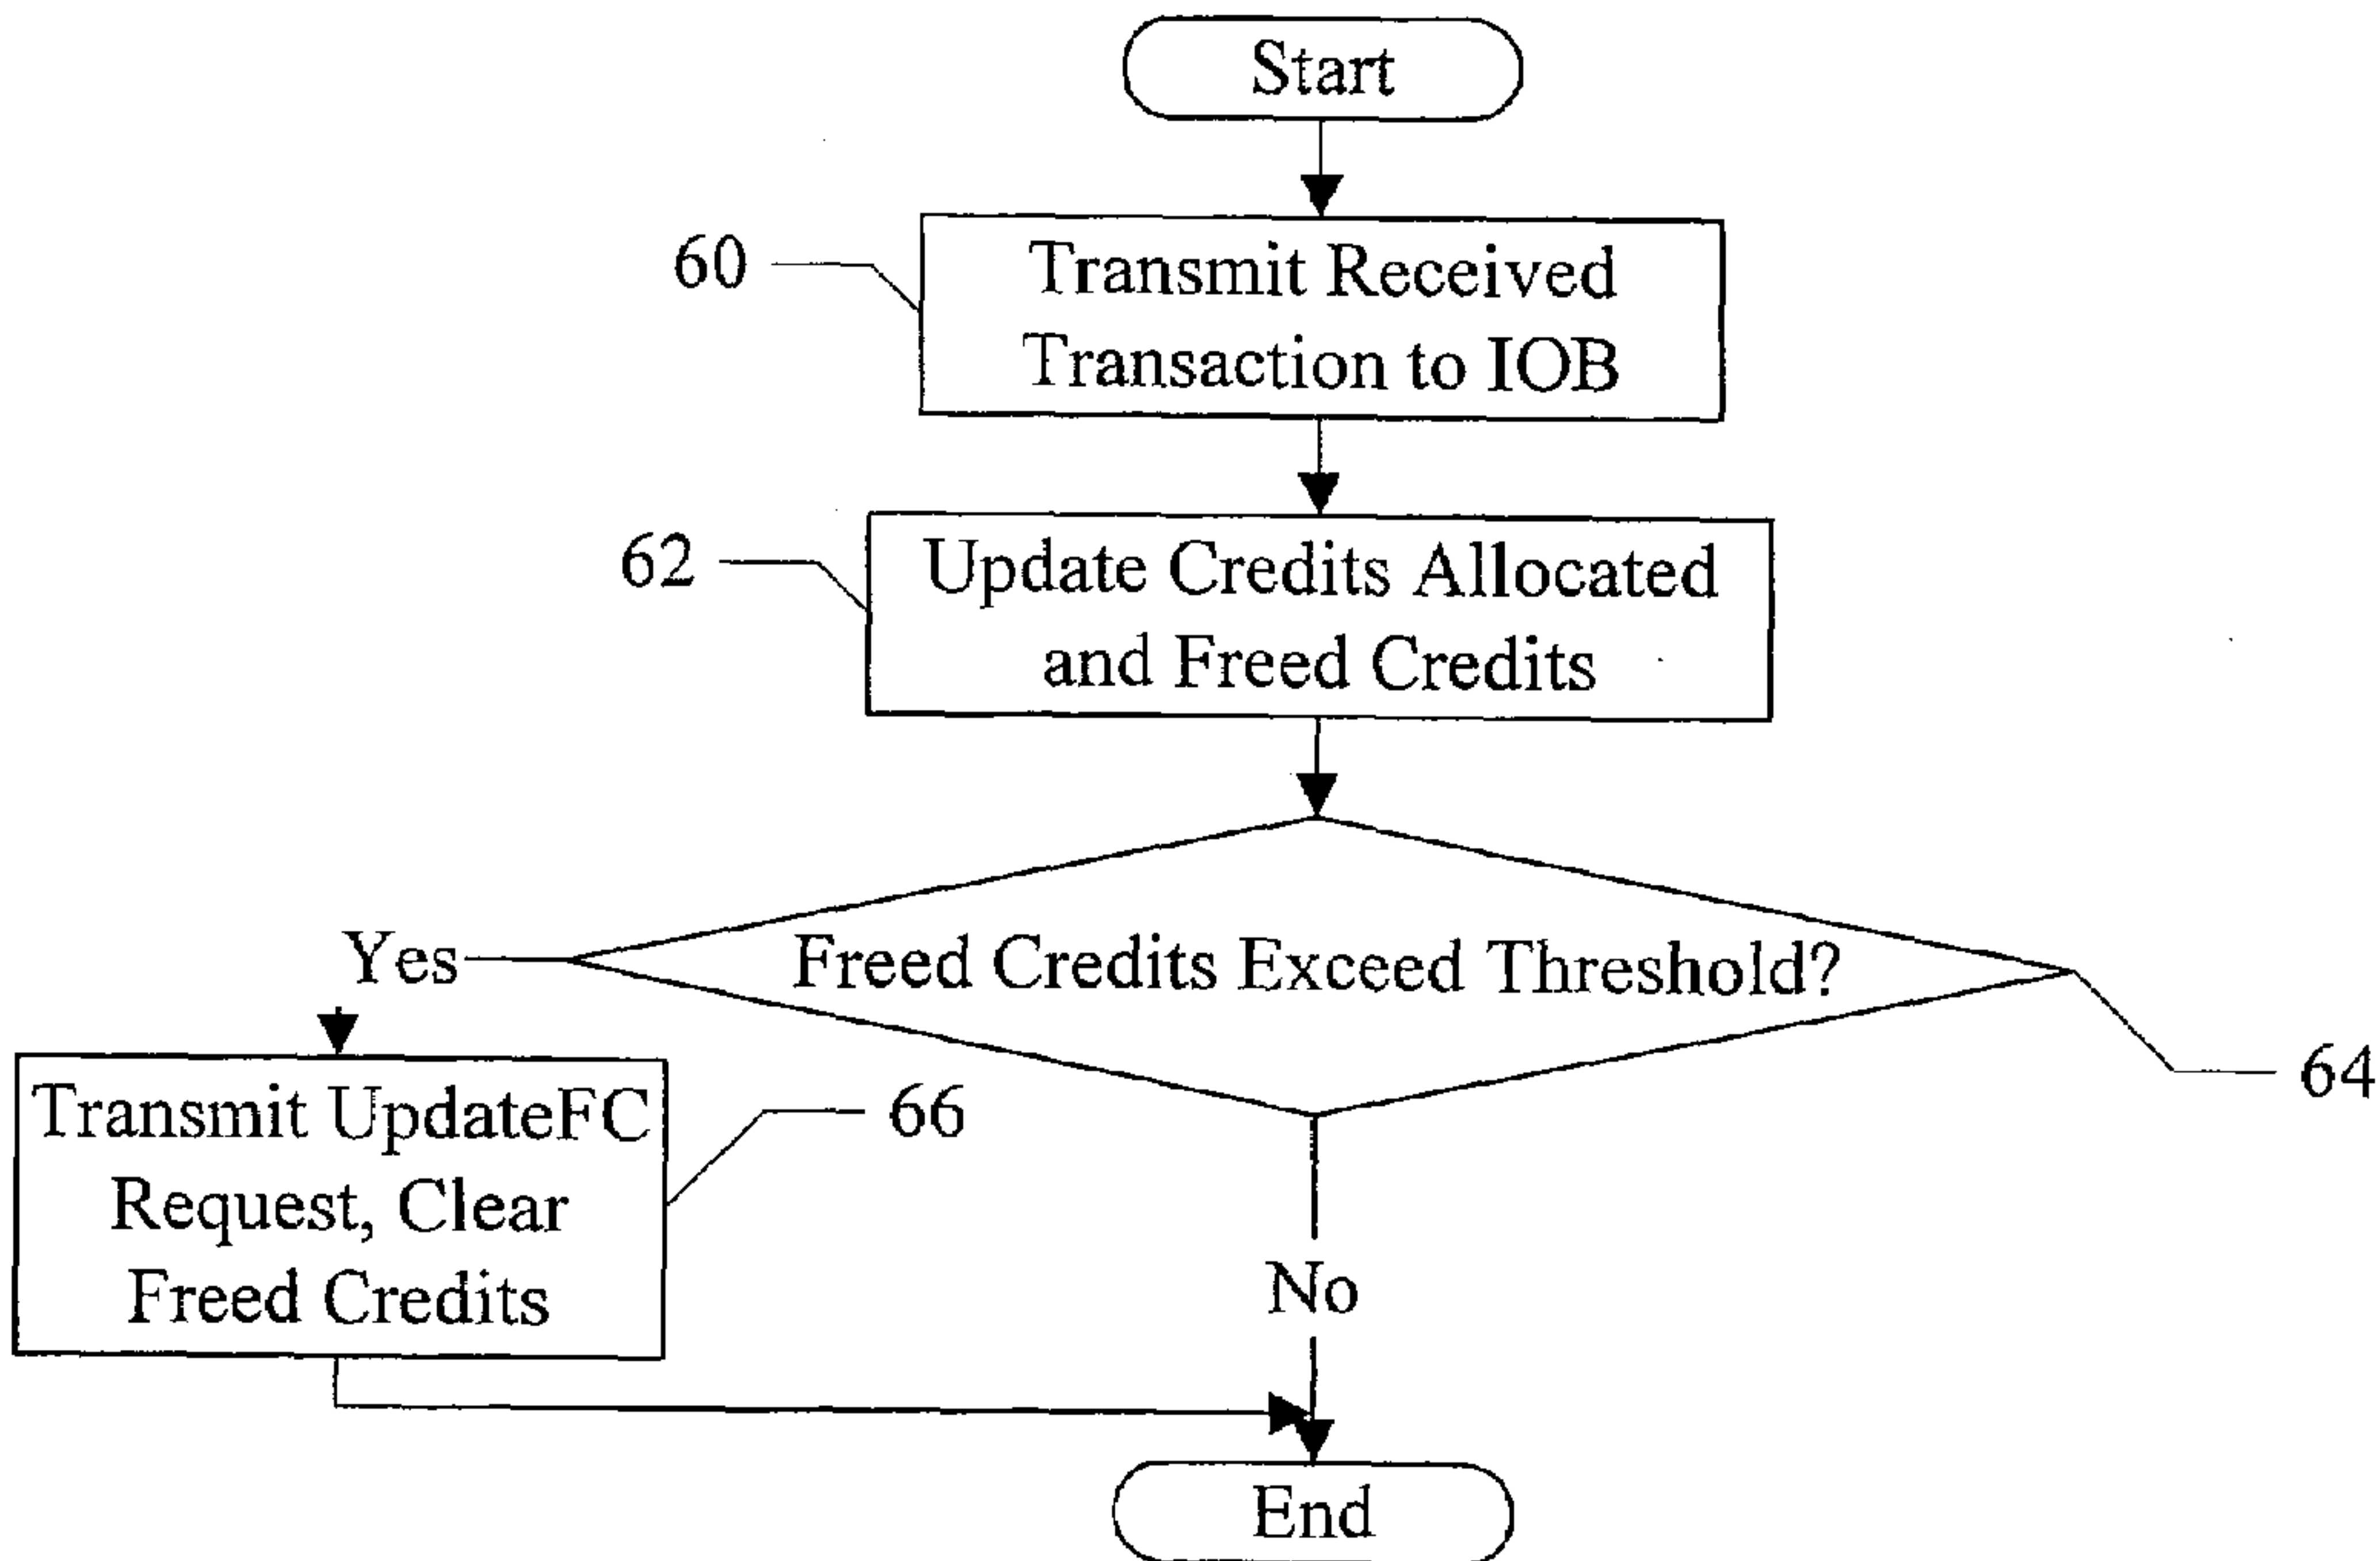 Start
60
Transmit Received
Transaction to IOB
62
Update Credits Allocated
and Freed Credits
Yes
Freed Credits Exceed Threshold?
64
Transmit UpdateFC
Request, Clear
Freed Credits
66
No
End